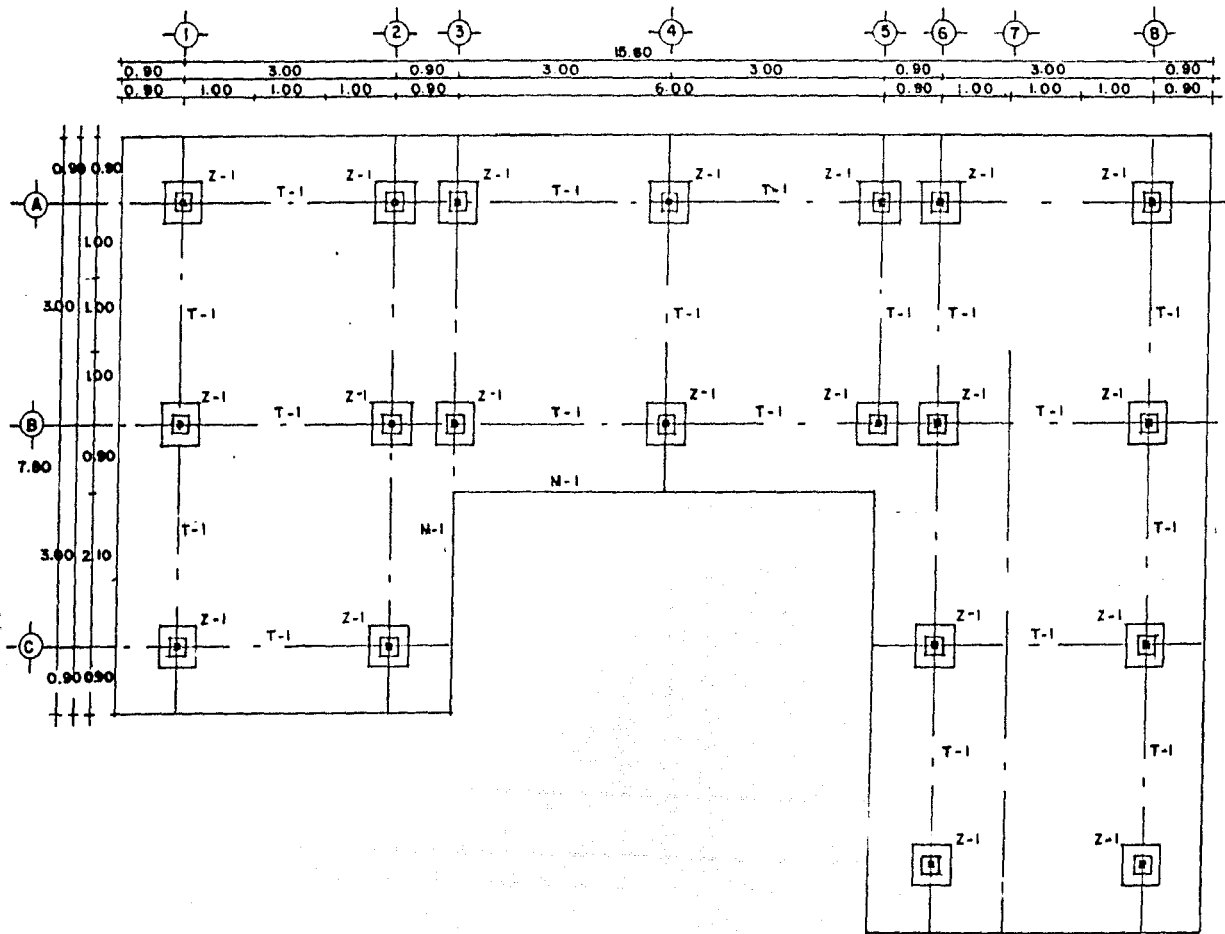 1 2 3 4 5 6 7 8
15.60
0.90 3.00 0.90 3.00 3.00 0.90 3.00 0.90
0.90 1.00 1.00 1.00 0.90 6.00 0.90 1.00 1.00 1.00 0.90
0.90 0.90
Z-1 Z-1 Z-1 Z-1 Z-1 Z-1 Z-1
A T-1 T-1 T-1
1.00
3.00 1.00 T-1 T-1 T-1 T-1 T-1
1.00
Z-1 Z-1 Z-1 Z-1 Z-1 Z-1 Z-1
B T-1 T-1 T-1 T-1
7.80 0.90
N-1
T-1 N-1 T-1
3.00 2.10
Z-1 Z-1 Z-1 Z-1
C T-1 T-1
0.90 0.90
T-1 T-1
Z-1 Z-1